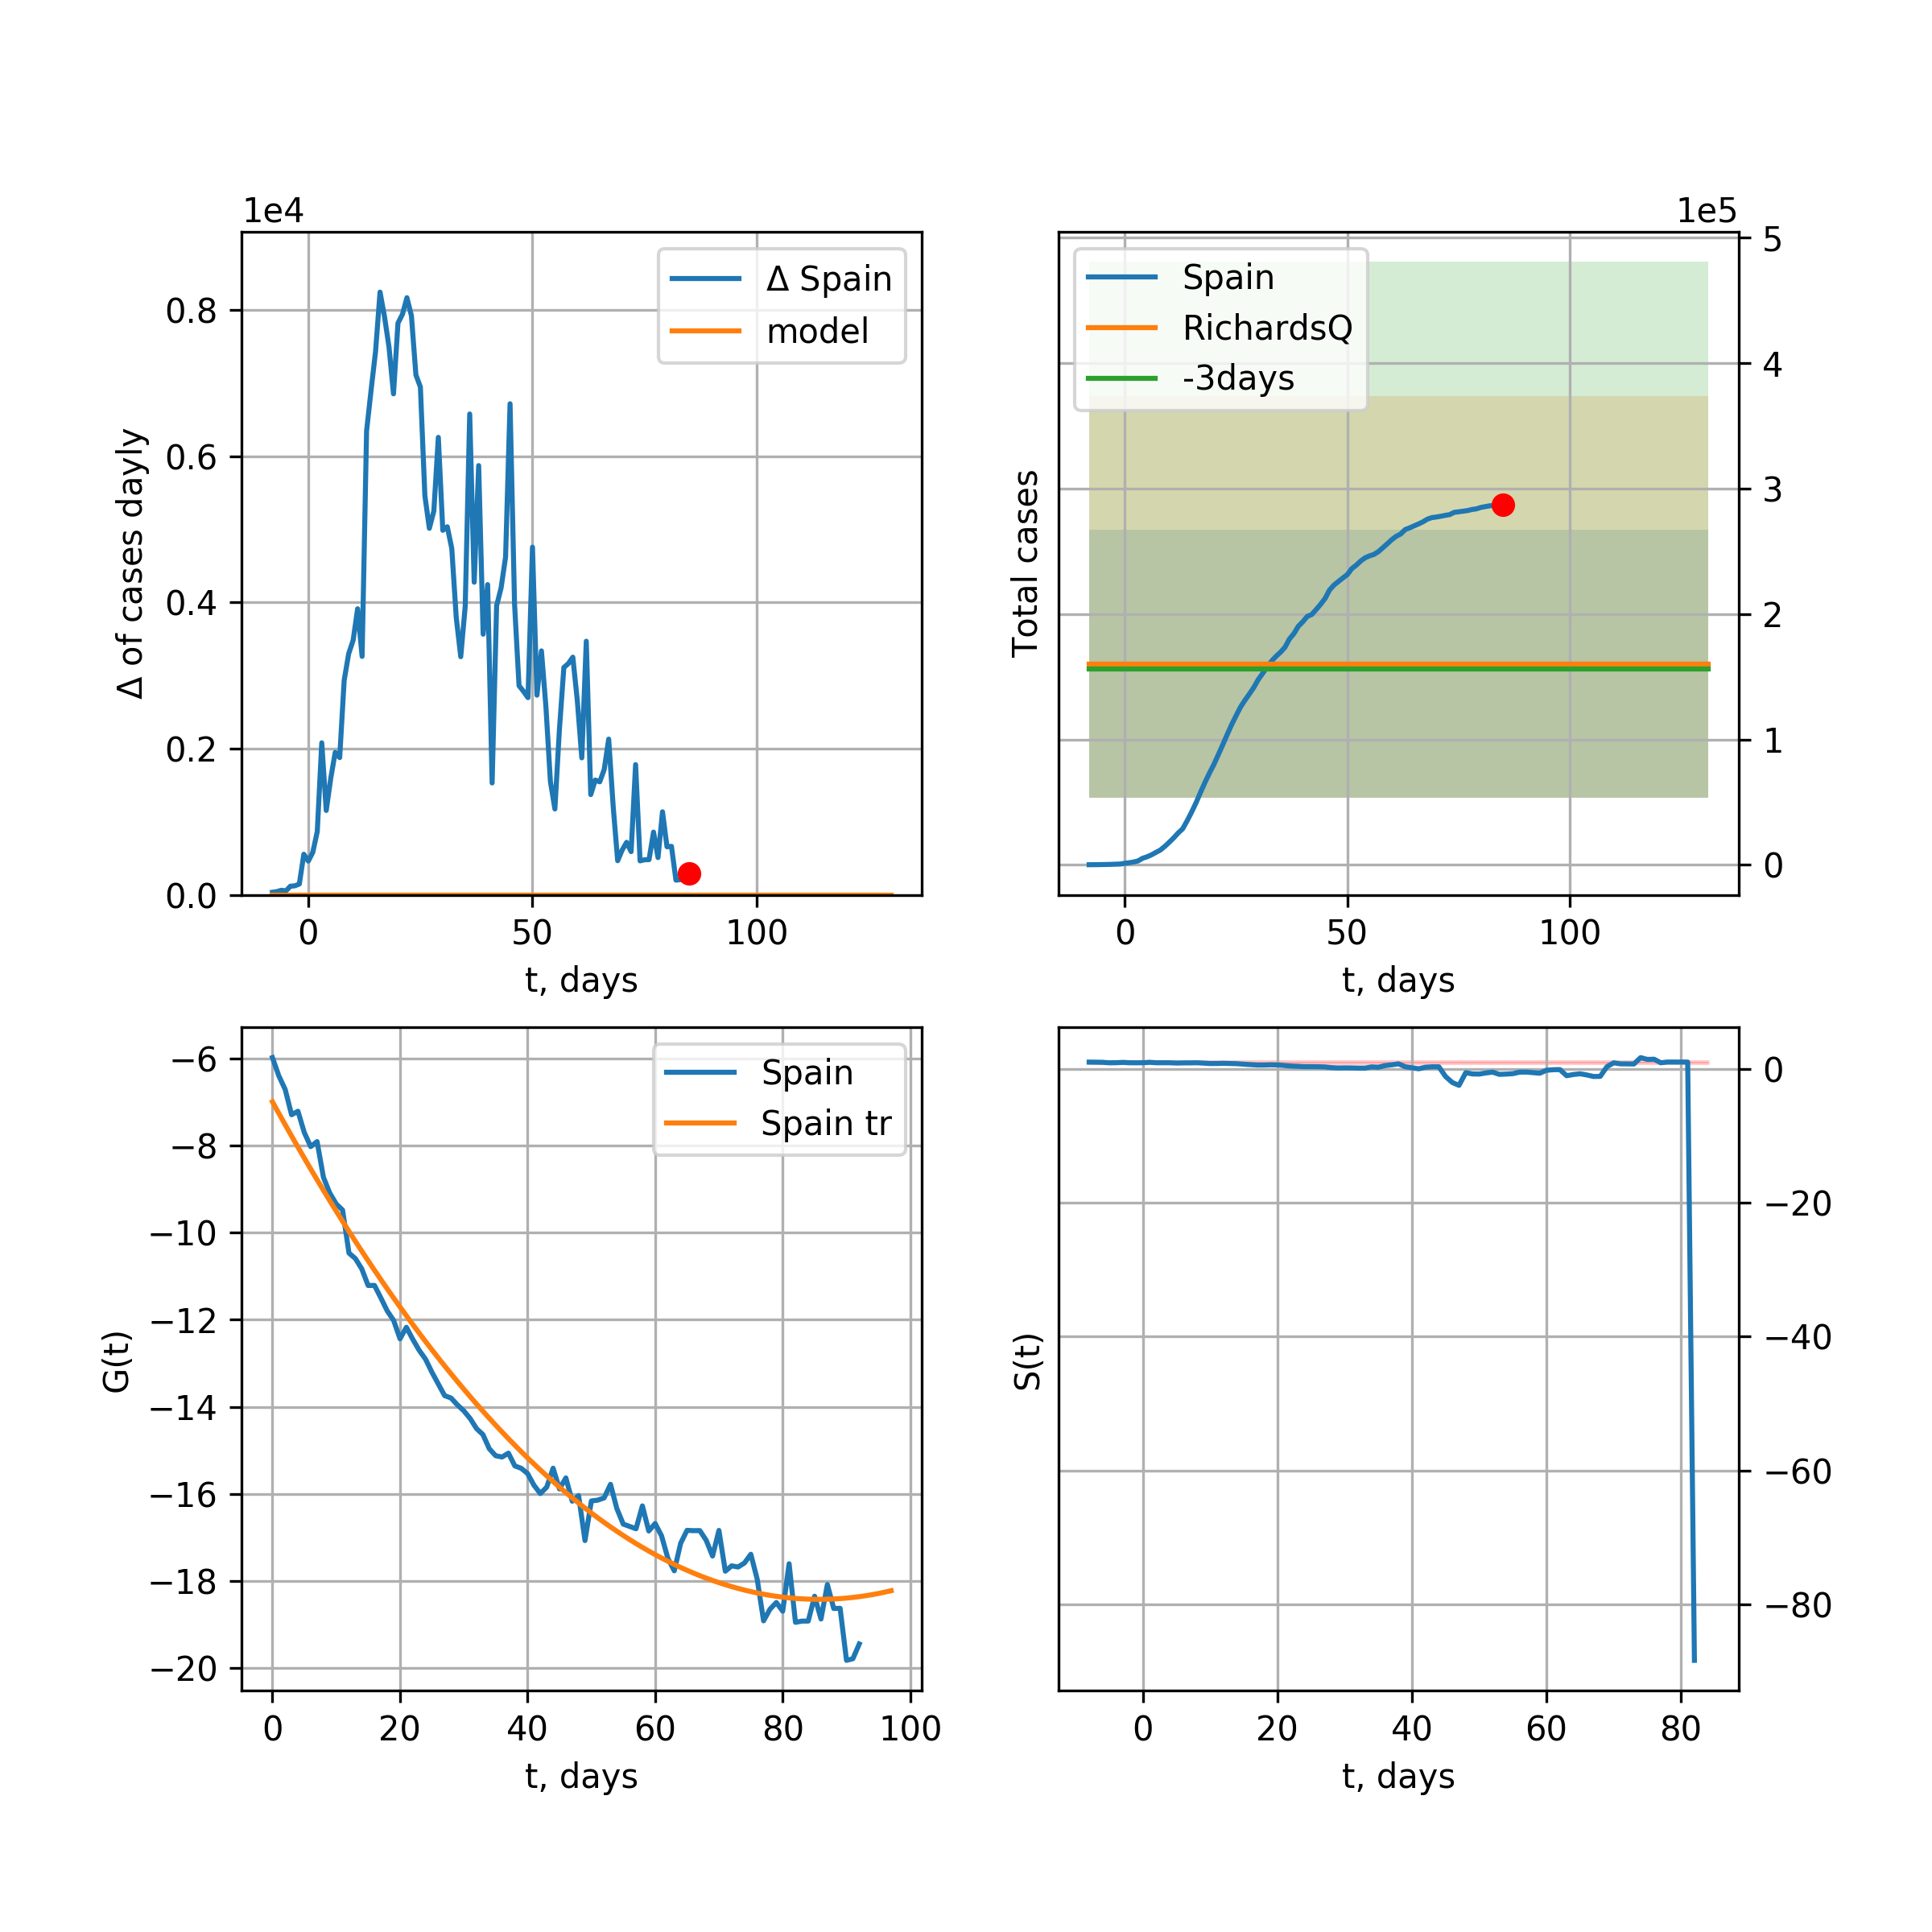 1e4
Δ of cases dayly
0.8
0.6
0.4
0.2
0.0
0 50 100
t, days
Δ Spain
model
1e5
Total cases
5
4
3
2
1
0
0 50 100
t, days
Spain
RichardsQ
-3days
G(t)
−6
−8
−10
−12
−14
−16
−18
−20
0 20 40 60 80 100
t, days
Spain
Spain tr
S(t)
0
−20
−40
−60
−80
0 20 40 60 80
t, days